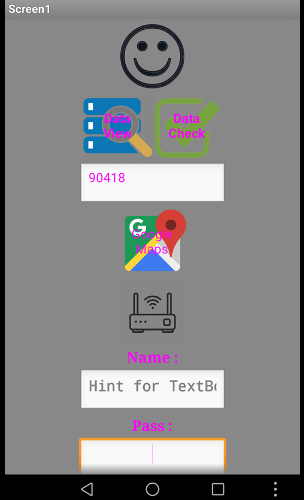 Screen1
Data
View
Data
Check
90418
G
Google
Maps
Name :
Hint for TextBo
Pass :